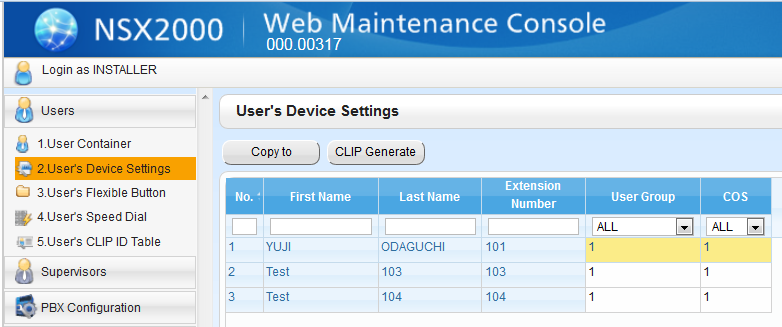 NSX2000 Web Maintenance Console
000.00317
Login as INSTALLER
Users
1.User Container
2.User's Device Settings
3.User's Flexible Button
4.User's Speed Dial
5.User's CLIP ID Table
Supervisors
PBX Configuration
User's Device Settings
Copy to CLIP Generate
No. First Name Last Name Extension Number User Group COS
ALL ALL
1 YUJI ODAGUCHI 101 1 1
2 Test 103 103 1 1
3 Test 104 104 1 1